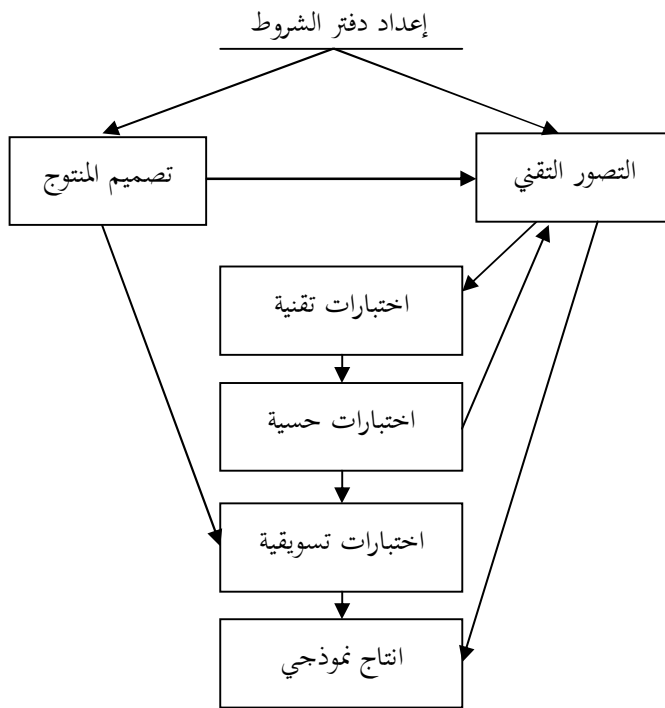 إعداد دفتر الشروط
التصور التقني
تصميم المنتوج
اختبارات تقنية
اختبارات حسية
اختبارات تسويقية
انتاج نموذجي